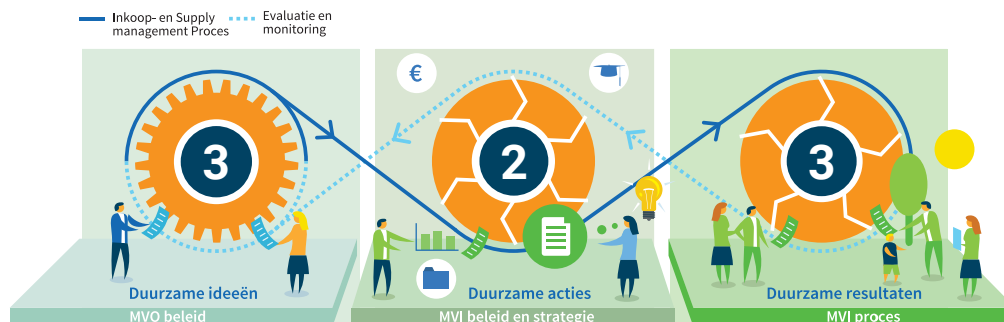 Inkoop- en Supply
management Proces
Evaluatie en
monitoring
€
3
2
3
Duurzame ideeën
Duurzame acties
Duurzame resultaten
MVO beleid
MVI beleid en strategie
MVI proces